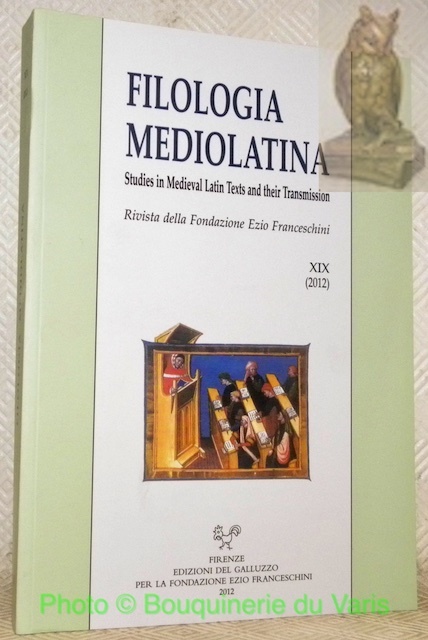 FILOLOGIA
MEDIOLATINA
Studies in Medieval Latin Texts and their Transmission
Rivista della Fondazione Ezio Franceschini
XIX
(2012)
FIRENZE
EDIZIONI DEL GALLUZZO
PER LA FONDAZIONE EZIO FRANCESCHINI
2012
Photo © Bouquinerie du Varis